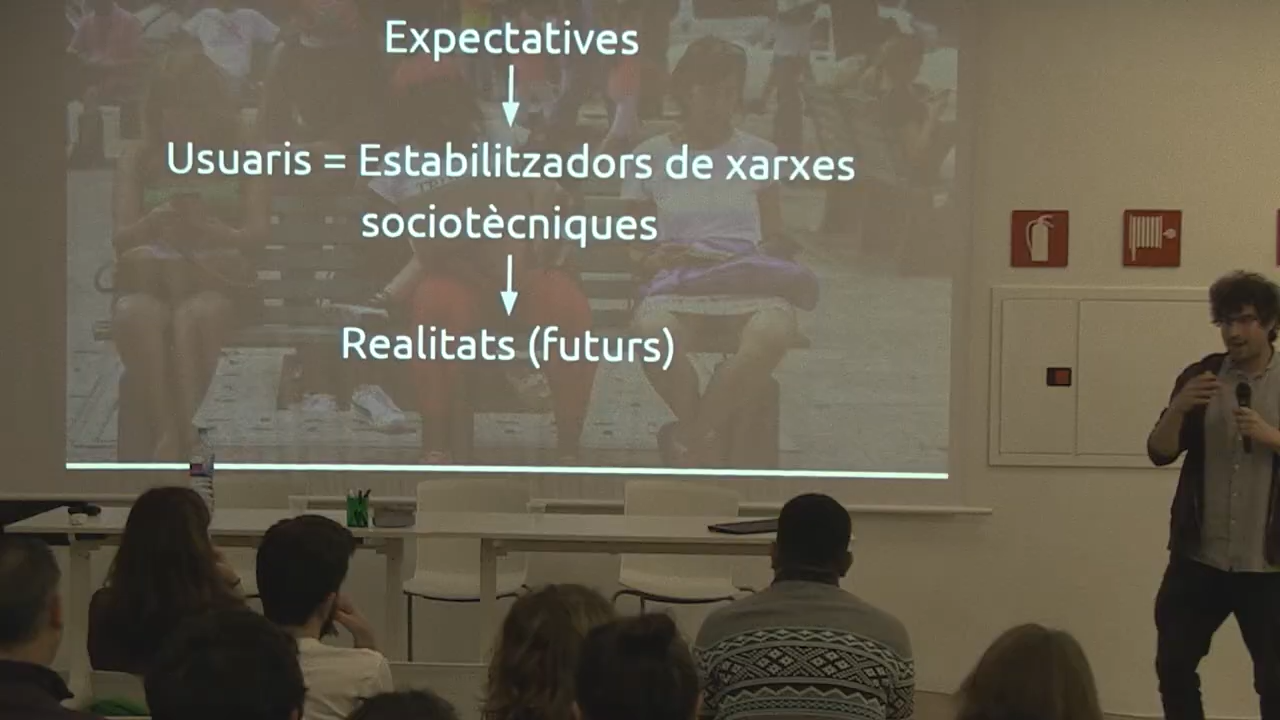 Expectatives
Usuaris = Estabilitzadors de xarxes
sociotècniques
Realitats (futurs)